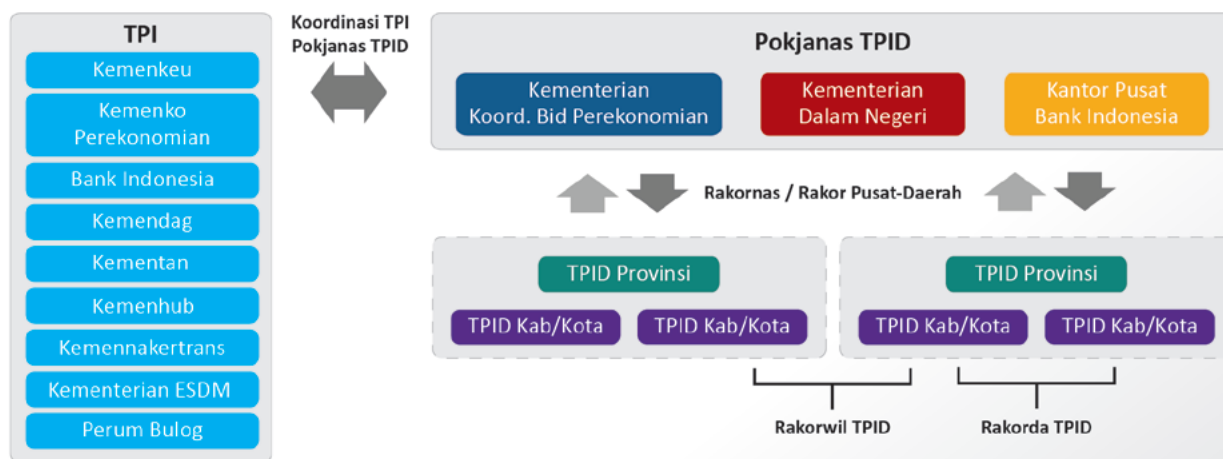 TPI
Kemenkeu
Kemenko
Perekonomian
Bank Indonesia
Kemendag
Kementan
Kemenhub
Kemennakertrans
Kementerian ESDM
Perum Bulog
Koordinasi TPI
Pokjanas TPID
Pokjanas TPID
Kementerian
Koord. Bid Perekonomian
Kementerian
Dalam Negeri
Kantor Pusat
Bank Indonesia
Rakornas / Rakor Pusat-Daerah
TPID Provinsi
TPID Kab/Kota
TPID Kab/Kota
TPID Provinsi
TPID Kab/Kota
TPID Kab/Kota
Rakorwil TPID
Rakorda TPID